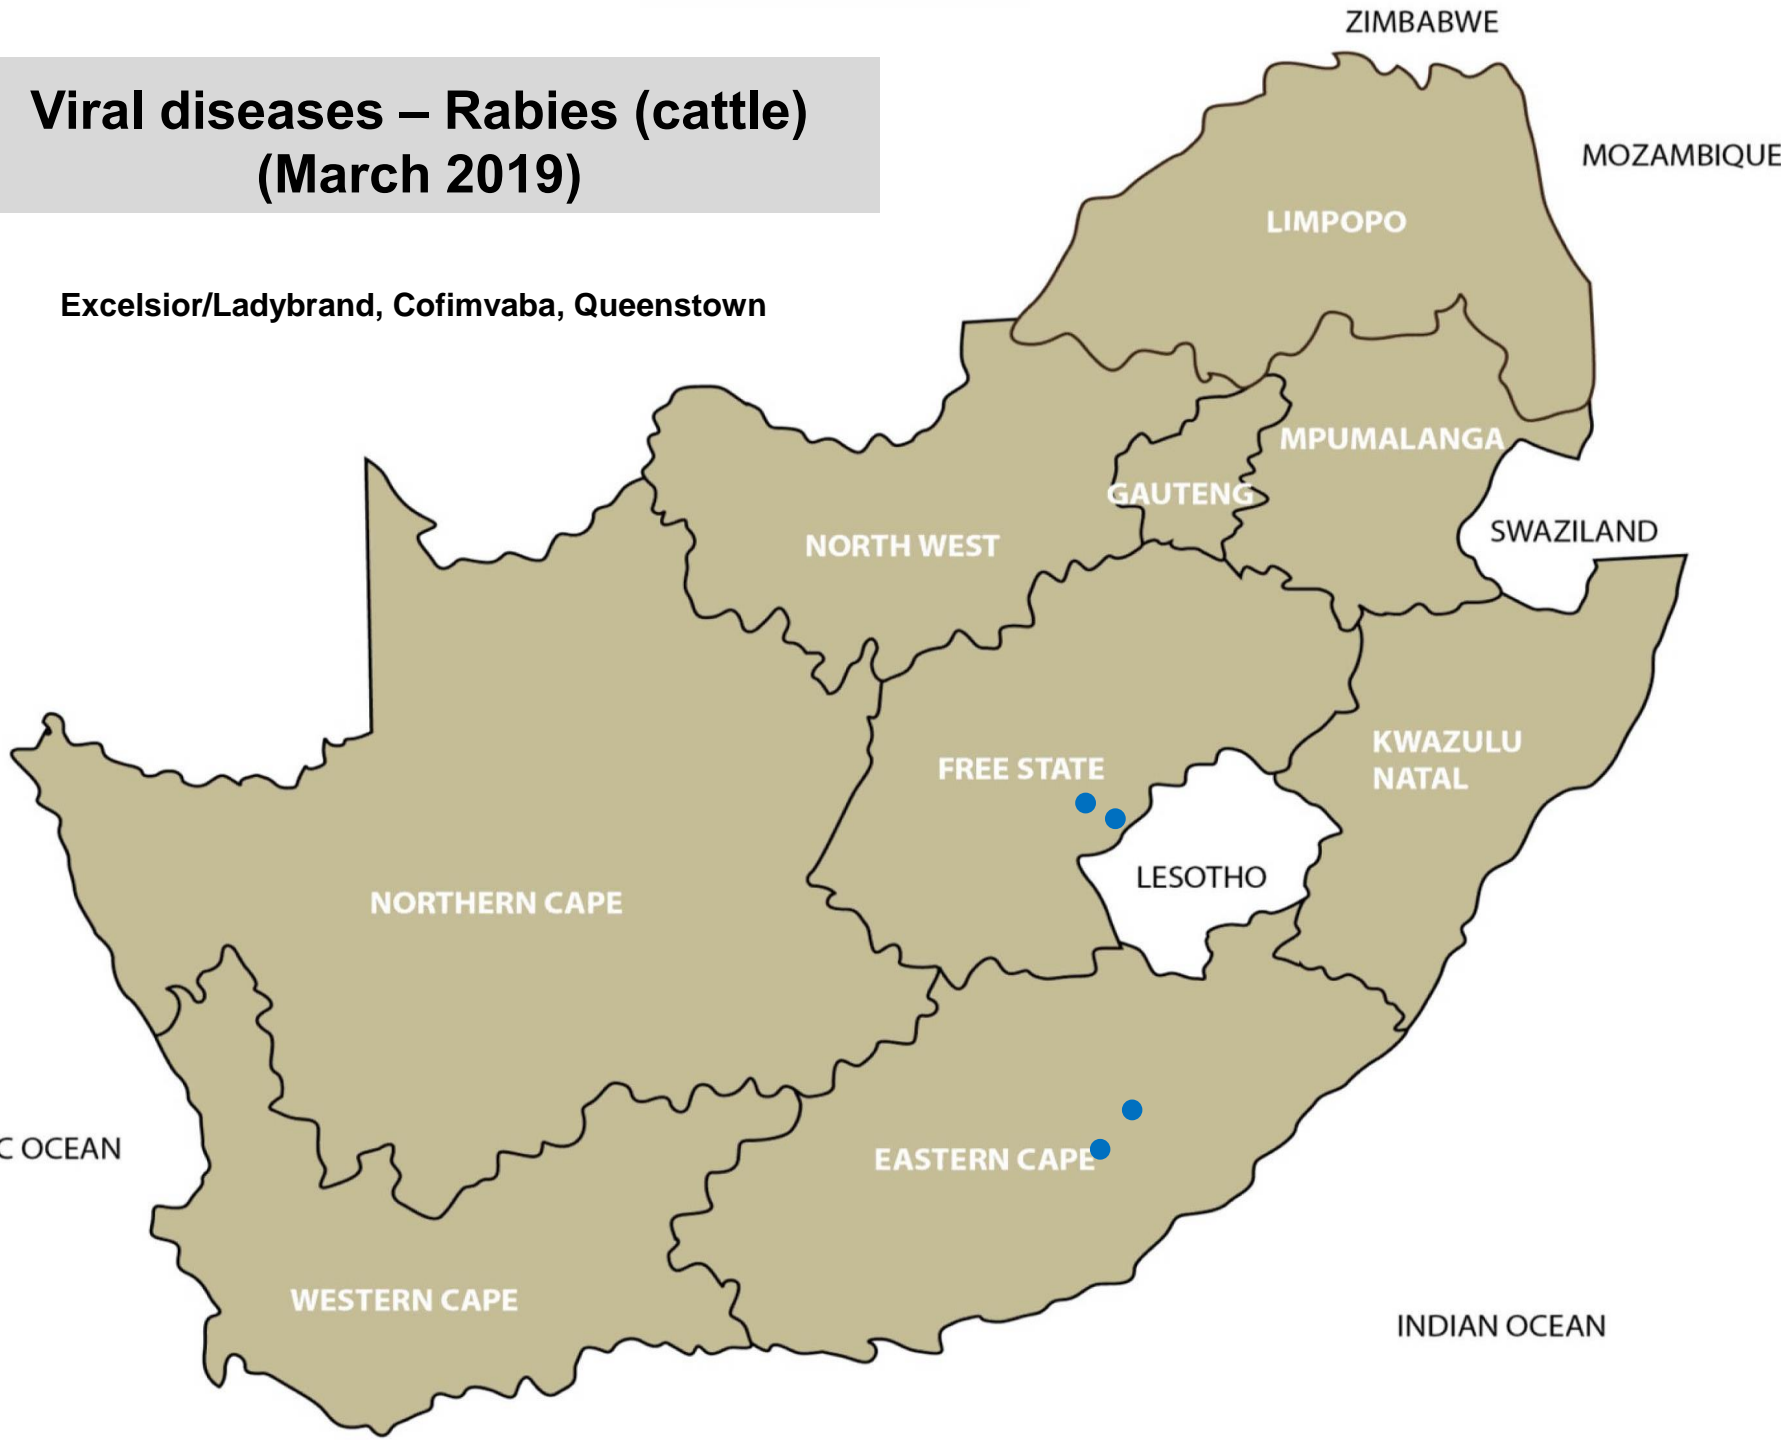 ZIMBABWE
Viral diseases – Rabies (cattle)
(March 2019)
MOZAMBIQUE
LIMPOPO
Excelsior/Ladybrand, Cofimvaba, Queenstown
MPUMALANGA
GAUTENG
NORTH WEST
SWAZILAND
KWAZULU
NATAL
FREE STATE
LESOTHO
NORTHERN CAPE
C OCEAN
EASTERN CAPE
WESTERN CAPE
INDIAN OCEAN